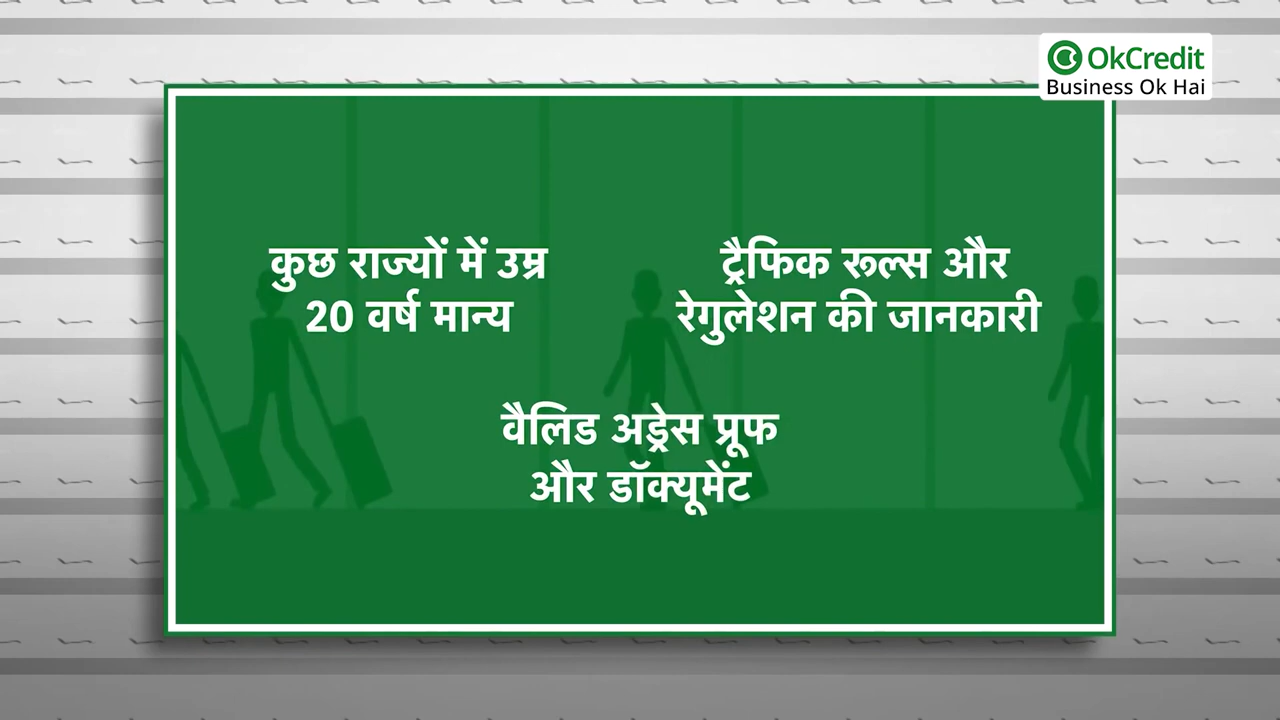 OkCredit
Business Ok Hai
कुछ राज्यों में उम्र
20 वर्ष मान्य
ट्रैफिक रूल्स और
रेगुलेशन की जानकारी
वैलिड अड्रेस प्रूफ
और डॉक्यूमेंट